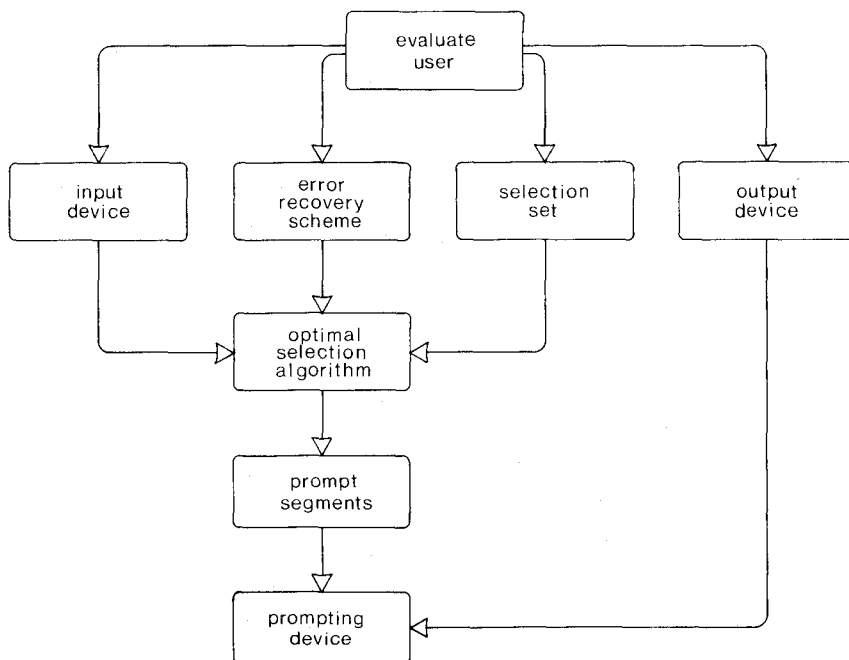 evaluate
user
input
device
error
recovery
scheme
selection
set
output
device
optimal
selection
algorithm
prompt
segments
prompting
device